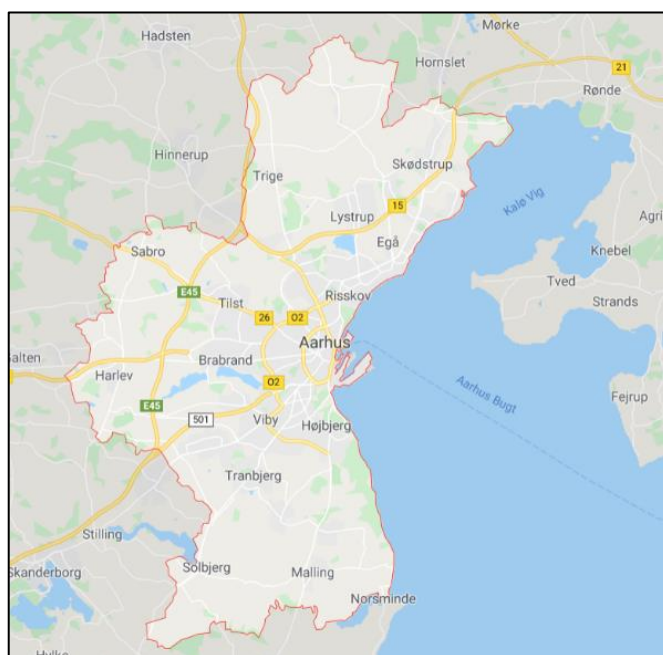 Mørke
Hadsten
Hornslet
21
Rønde
Hinnerup
Skødstrup
Trige
Kalø Vig
15
Lystrup
Agri
Egå
Sabro
Knebel
Tved
E45
Risskov
Strands
Tilst
26
O2
Aarhus
Galten
Brabrand
Harlev
O2
Aarhus Bugt
Fejrup
E45
501
Viby
Højbjerg
Tranbjerg
Stilling
Solbjerg
Malling
Skanderborg
Norsminde